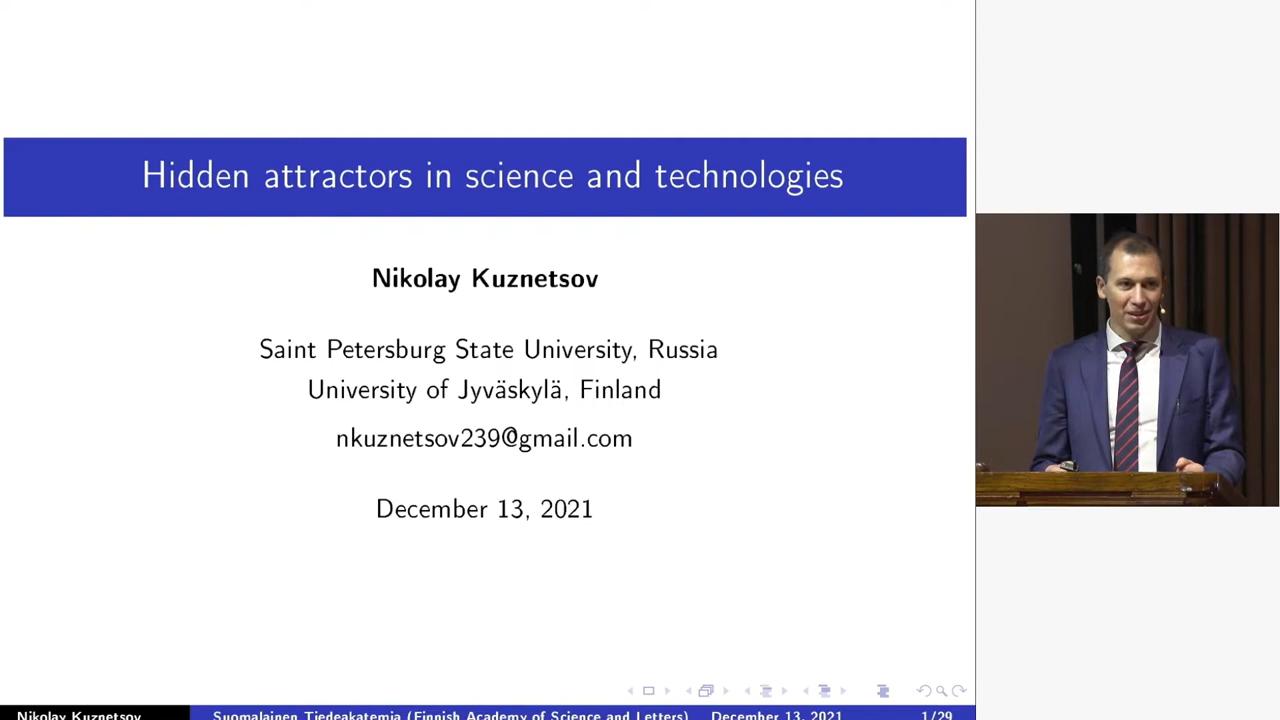 Hidden attractors in science and technologies
Nikolay Kuznetsov
Saint Petersburg State University, Russia
University of Jyväskylä, Finland
nkuznetsov239@gmail.com
December 13, 2021
Nikolay Kuznetsov Suomalainen Tiedeakatemia (Finnish Academy of Science and Letters) December 13, 2021 1/29